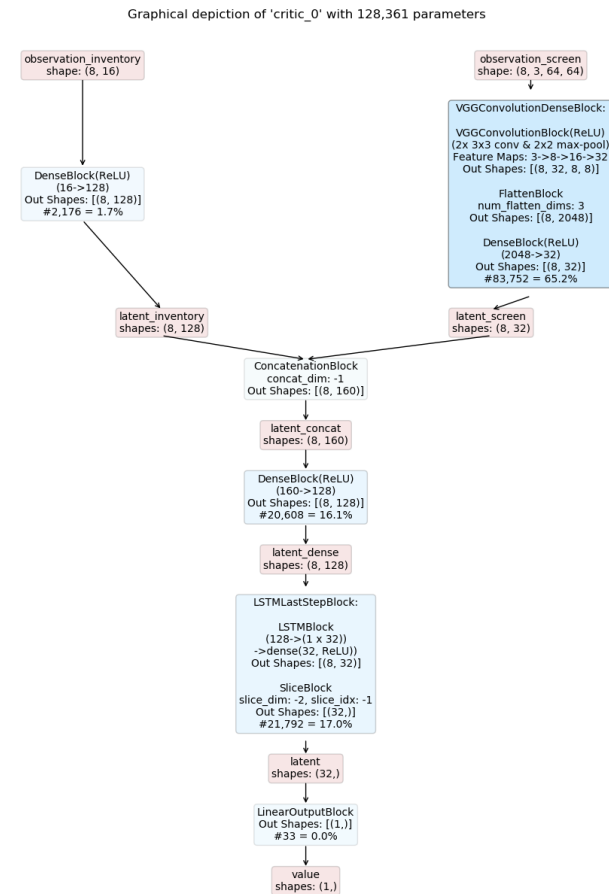 Graphical depiction of 'critic_0' with 128,361 parameters
observation_inventory
shape: (8, 16)
observation_screen
shape: (8, 3, 64, 64)
VGGConvolutionDenseBlock:
VGGConvolutionBlock(ReLU)
(2x 3x3 conv & 2x2 max-pool)
Feature Maps: 3->8->16->32
Out Shapes: [(8, 32, 8, 8)]
FlattenBlock
num_flatten_dims: 3
Out Shapes: [(8, 2048)]
DenseBlock(ReLU)
(2048->32)
Out Shapes: [(8, 32)]
#83,752 = 65.2%
DenseBlock(ReLU)
(16->128)
Out Shapes: [(8, 128)]
#2,176 = 1.7%
latent_inventory
shapes: (8, 128)
latent_screen
shapes: (8, 32)
ConcatenationBlock
concat_dim: -1
Out Shapes: [(8, 160)]
latent_concat
shapes: (8, 160)
DenseBlock(ReLU)
(160->128)
Out Shapes: [(8, 128)]
#20,608 = 16.1%
latent_dense
shapes: (8, 128)
LSTMLastStepBlock:
LSTMBlock
(128->(1 x 32))
->dense(32, ReLU))
Out Shapes: [(8, 32)]
SliceBlock
slice_dim: -2, slice_idx: -1
Out Shapes: [(32,)]
#21,792 = 17.0%
latent
shapes: (32,)
LinearOutputBlock
Out Shapes: [(1,)]
#33 = 0.0%
value
shapes: (1,)